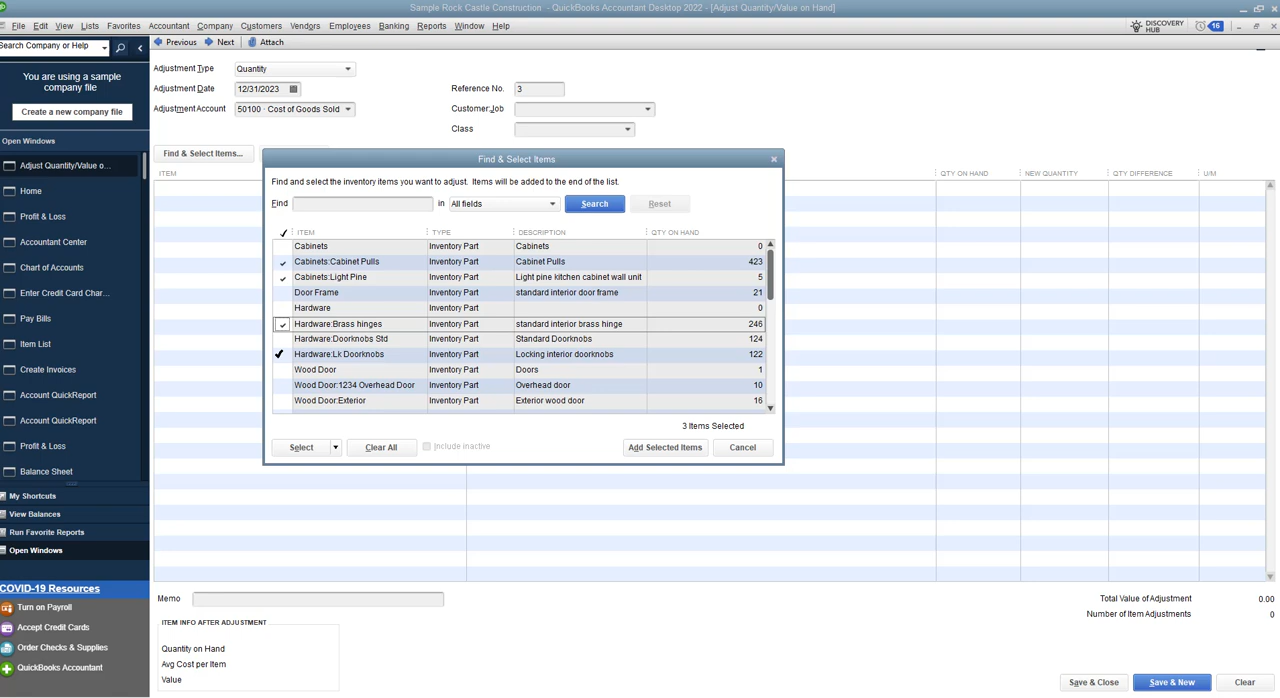 Sample Rock Castle Construction - QuickBooks Accountant Desktop 2022 - [Adjust Quantity/Value on Hand]
File Edit View Lists Favorites Accountant Company Customers Vendors Employees Banking Reports Window Help
DISCOVERY HUB 16
Search Company or Help
Previous Next Attach
You are using a sample
company file
Create a new company file
Open Windows
Adjust Quantity/Value o...
Home
Profit & Loss
Accountant Center
Chart of Accounts
Enter Credit Card Char...
Pay Bills
Item List
Create Invoices
Account QuickReport
Account QuickReport
Profit & Loss
Balance Sheet
My Shortcuts
View Balances
Run Favorite Reports
Open Windows
COVID-19 Resources
Turn on Payroll
Accept Credit Cards
Order Checks & Supplies
QuickBooks Accountant
Adjustment Type Quantity
Adjustment Date 12/31/2023 Reference No. 3
Adjustment Account 50100 · Cost of Goods Sold Customer:Job
Class
Find & Select Items...
ITEM QTY ON HAND NEW QUANTITY QTY DIFFERENCE U/M
Find & Select Items
Find and select the inventory items you want to adjust. Items will be added to the end of the list.
Find in All fields Search Reset
ITEM TYPE DESCRIPTION QTY ON HAND
Cabinets Inventory Part Cabinets 0
Cabinets:Cabinet Pulls Inventory Part Cabinet Pulls 423
Cabinets:Light Pine Inventory Part Light pine kitchen cabinet wall unit 5
Door Frame Inventory Part standard interior door frame 21
Hardware Inventory Part 0
Hardware:Brass hinges Inventory Part standard interior brass hinge 246
Hardware:Doorknobs Std Inventory Part Standard Doorknobs 124
Hardware:Lk Doorknobs Inventory Part Locking interior doorknobs 122
Wood Door Inventory Part Doors 1
Wood Door:1234 Overhead Door Inventory Part Overhead door 10
Wood Door:Exterior Inventory Part Exterior wood door 16
3 Items Selected
Select Clear All Include inactive Add Selected Items Cancel
Memo
Total Value of Adjustment 0.00
Number of Item Adjustments 0
ITEM INFO AFTER ADJUSTMENT
Quantity on Hand
Avg Cost per Item
Value
Save & Close Save & New Clear